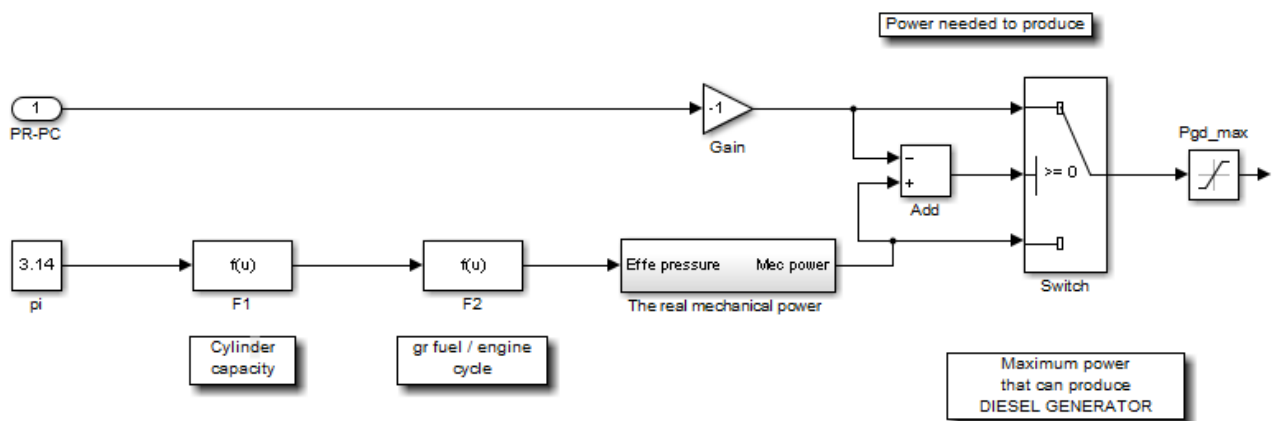 Power needed to produce
1
PR-PC
-1
Gain
Pgd_max
−
+
Add
>= 0
Switch
3.14
pi
f(u)
F1
f(u)
F2
Effe pressure
Mec power
The real mechanical power
Cylinder
capacity
gr fuel / engine
cycle
Maximum power
that can produce
DIESEL GENERATOR